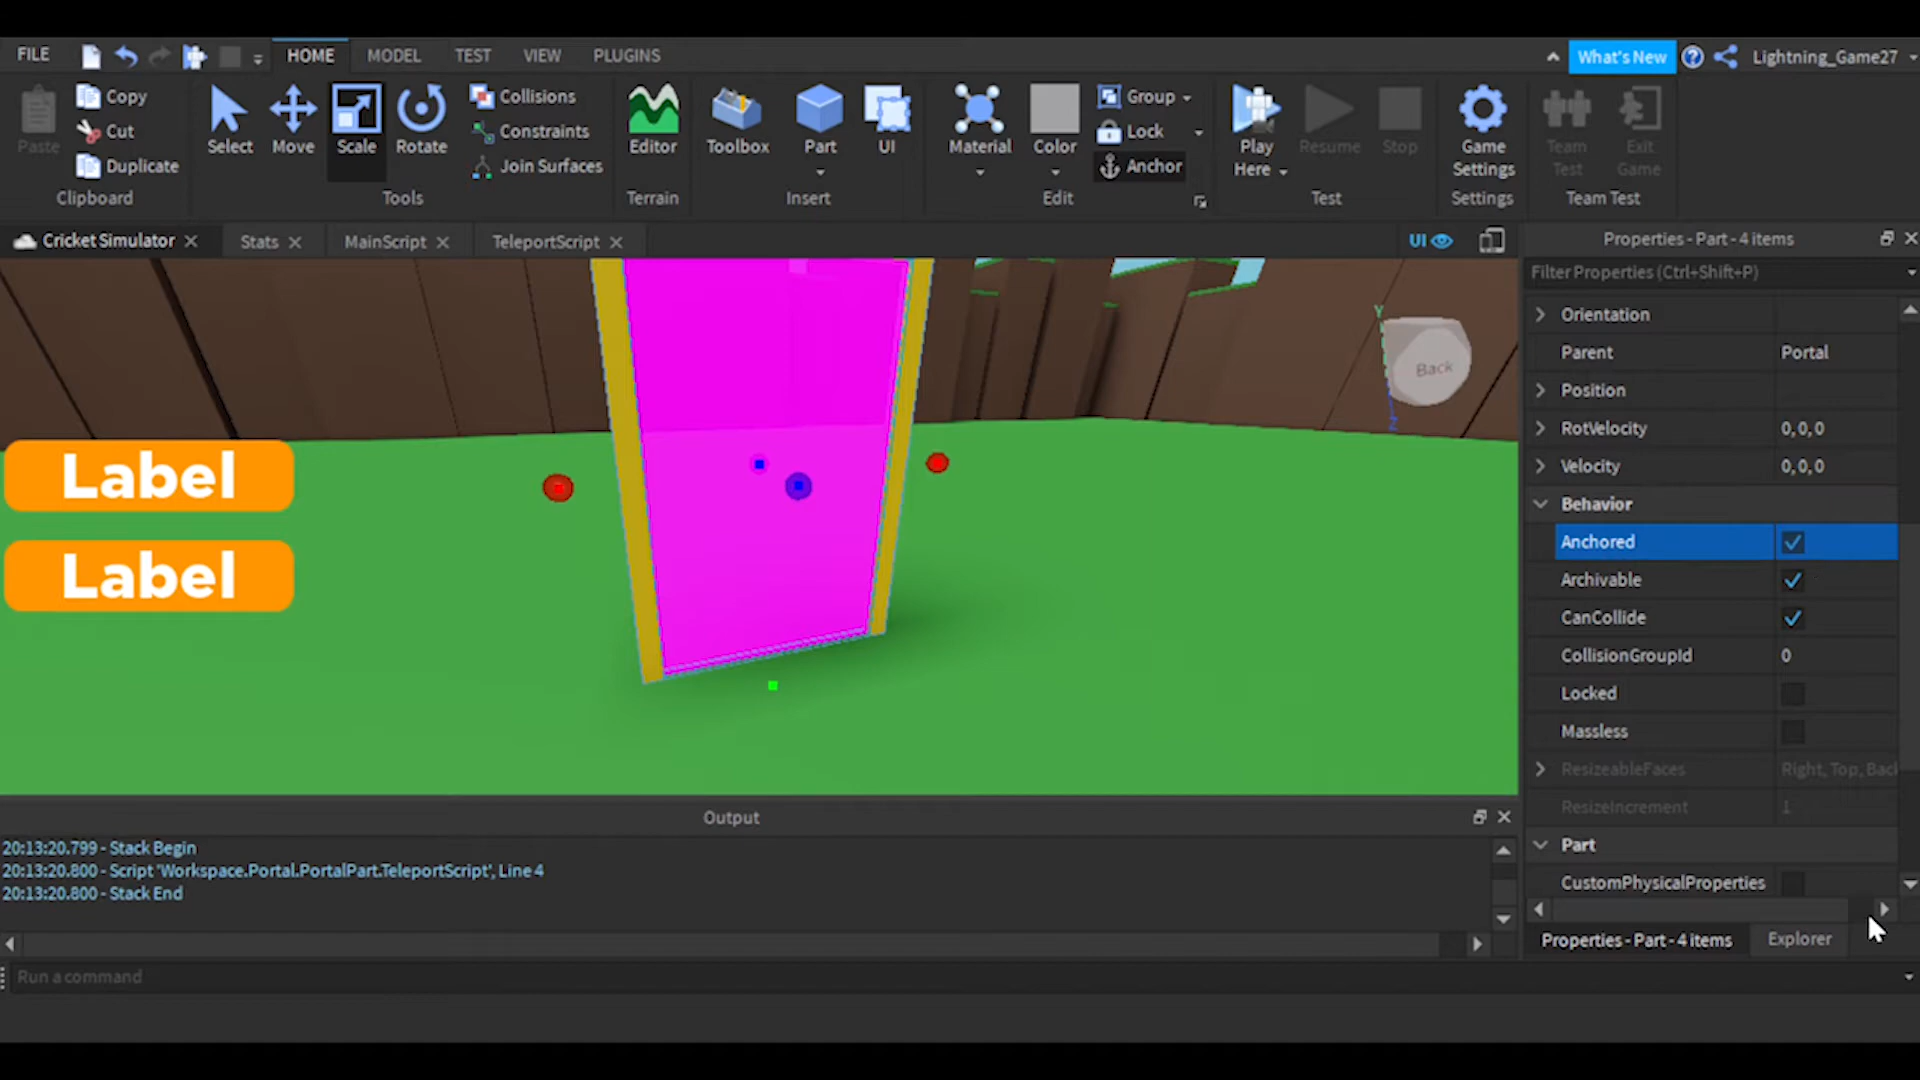 FILE HOME MODEL TEST VIEW PLUGINS What's New Lightning_Game27
Paste Copy Cut Duplicate Clipboard
Select Move Scale Rotate Collisions Constraints Join Surfaces Tools
Editor Terrain
Toolbox Part UI Insert
Material Color Group Lock Anchor Edit
Play Here Resume Stop Test
Game Settings Settings
Team Test Exit Game Team Test
Cricket Simulator Stats MainScript TeleportScript UI
Properties - Part - 4 items
Filter Properties (Ctrl+Shift+P)
Orientation
Parent Portal
Position
RotVelocity 0,0,0
Velocity 0,0,0
Behavior
Anchored
Archivable
CanCollide
CollisionGroupId 0
Locked
Massless
ResizeableFaces Right, Top, Back
ResizeIncrement 1
Part
CustomPhysicalProperties
Properties - Part - 4 items Explorer
Y
Back
Z
Label
Label
Output
20:13:20.799 - Stack Begin
20:13:20.800 - Script 'Workspace.Portal.PortalPart.TeleportScript', Line 4
20:13:20.800 - Stack End
Run a command